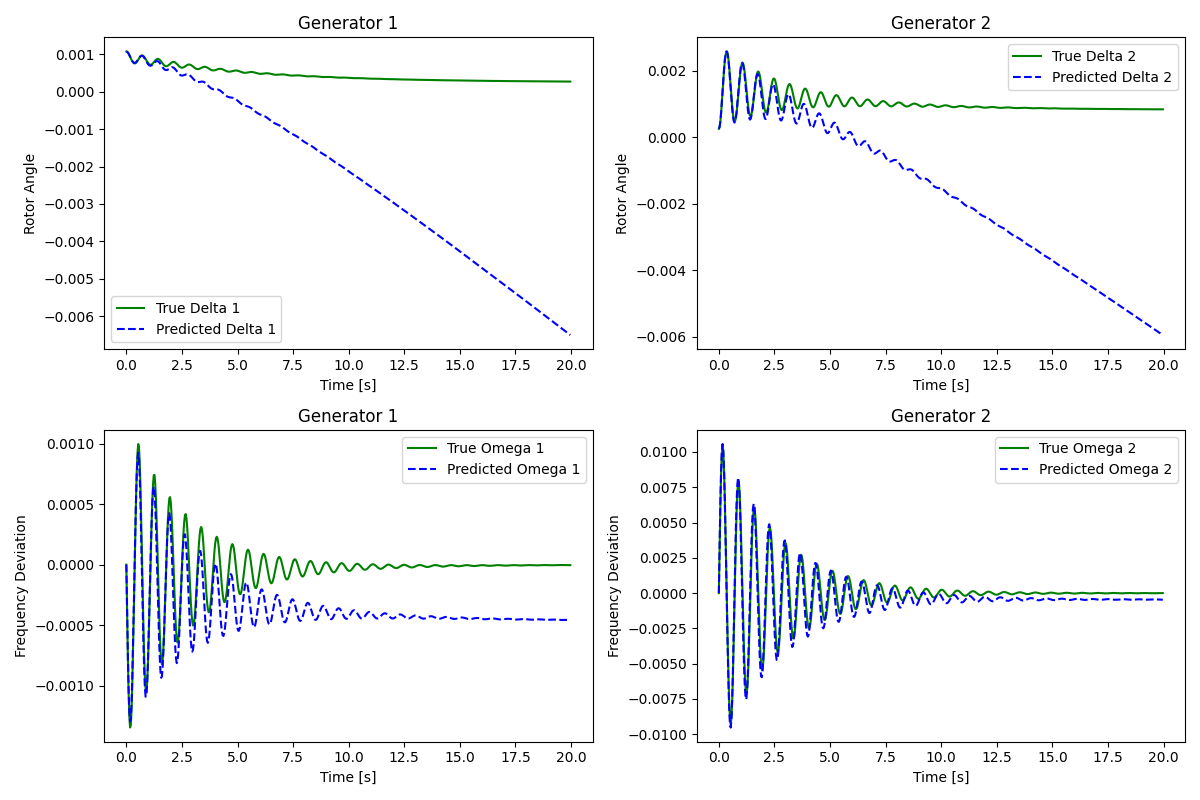 Generator 1
0.001
0.000
−0.001
−0.002
−0.003
−0.004
−0.005
−0.006
Rotor Angle
True Delta 1
Predicted Delta 1
0.0 2.5 5.0 7.5 10.0 12.5 15.0 17.5 20.0
Time [s]
Generator 2
0.002
0.000
−0.002
−0.004
−0.006
Rotor Angle
True Delta 2
Predicted Delta 2
0.0 2.5 5.0 7.5 10.0 12.5 15.0 17.5 20.0
Time [s]
Generator 1
0.0010
0.0005
0.0000
−0.0005
−0.0010
Frequency Deviation
True Omega 1
Predicted Omega 1
0.0 2.5 5.0 7.5 10.0 12.5 15.0 17.5 20.0
Time [s]
Generator 2
0.0100
0.0075
0.0050
0.0025
0.0000
−0.0025
−0.0050
−0.0075
−0.0100
Frequency Deviation
True Omega 2
Predicted Omega 2
0.0 2.5 5.0 7.5 10.0 12.5 15.0 17.5 20.0
Time [s]